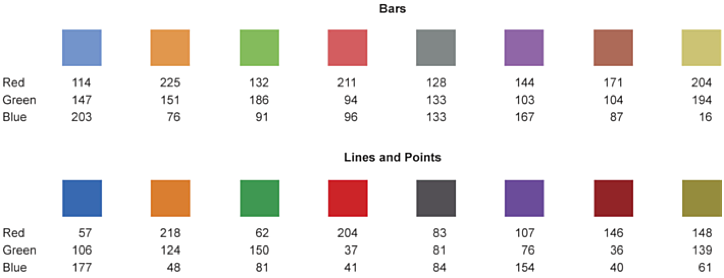 Bars
Red 114 225 132 211 128 144 171 204
Green 147 151 186 94 133 103 104 194
Blue 203 76 91 96 133 167 87 16
Lines and Points
Red 57 218 62 204 83 107 146 148
Green 106 124 150 37 81 76 36 139
Blue 177 48 81 41 84 154 40 61